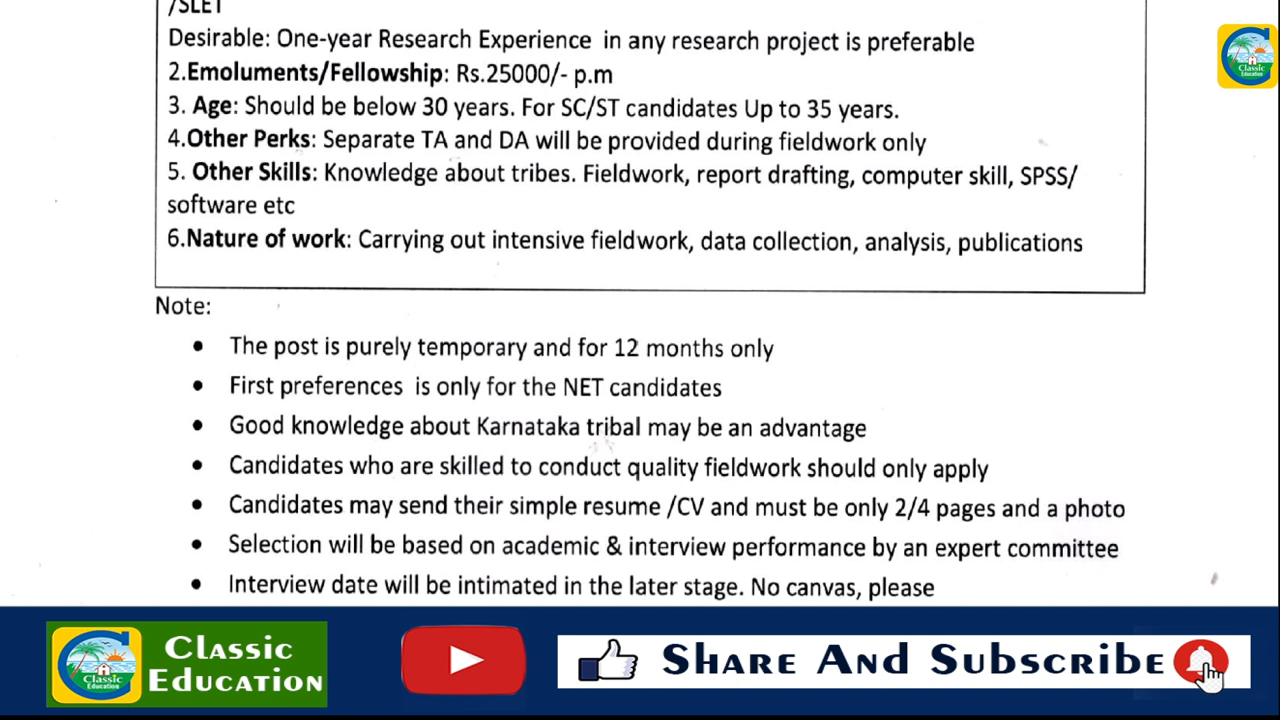 /SLET
Desirable: One-year Research Experience in any research project is preferable
2.Emoluments/Fellowship: Rs.25000/- p.m
3. Age: Should be below 30 years. For SC/ST candidates Up to 35 years.
4.Other Perks: Separate TA and DA will be provided during fieldwork only
5. Other Skills: Knowledge about tribes. Fieldwork, report drafting, computer skill, SPSS/
software etc
6.Nature of work: Carrying out intensive fieldwork, data collection, analysis, publications
Note:
• The post is purely temporary and for 12 months only
• First preferences is only for the NET candidates
• Good knowledge about Karnataka tribal may be an advantage
• Candidates who are skilled to conduct quality fieldwork should only apply
• Candidates may send their simple resume /CV and must be only 2/4 pages and a photo
• Selection will be based on academic & interview performance by an expert committee
• Interview date will be intimated in the later stage. No canvas, please
Classic
Education
Classic
Education
Classic
Education
Share And Subscribe